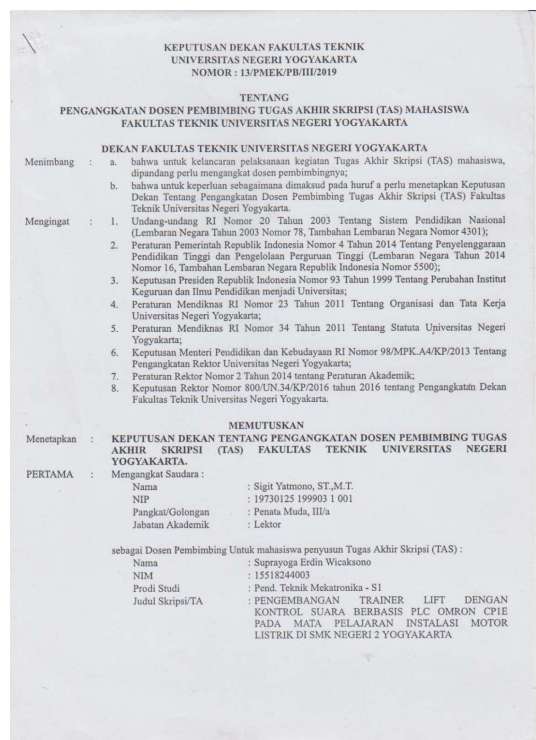 KEPUTUSAN DEKAN FAKULTAS TEKNIK
UNIVERSITAS NEGERI YOGYAKARTA
NOMOR : 13/PMEK/PB/III/2019
TENTANG
PENGANGKATAN DOSEN PEMBIMBING TUGAS AKHIR SKRIPSI (TAS) MAHASISWA
FAKULTAS TEKNIK UNIVERSITAS NEGERI YOGYAKARTA
DEKAN FAKULTAS TEKNIK UNIVERSITAS NEGERI YOGYAKARTA
Menimbang : a. bahwa untuk kelancaran pelaksanaan kegiatan Tugas Akhir Skripsi (TAS) mahasiswa,
dipandang perlu mengangkat dosen pembimbingnya;
b. bahwa untuk keperluan sebagaimana dimaksud pada huruf a perlu menetapkan Keputusan
Dekan Tentang Pengangkatan Dosen Pembimbing Tugas Akhir Skripsi (TAS) Fakultas
Teknik Universitas Negeri Yogyakarta.
Mengingat : 1. Undang-undang RI Nomor 20 Tahun 2003 Tentang Sistem Pendidikan Nasional
(Lembaran Negara Tahun 2003 Nomor 78, Tambahan Lembaran Negara Nomor 4301);
2. Peraturan Pemerintah Republik Indonesia Nomor 4 Tahun 2014 Tentang Penyelenggaraan
Pendidikan Tinggi dan Pengelolaan Perguruan Tinggi (Lembaran Negara Tahun 2014
Nomor 16, Tambahan Lembaran Negara Republik Indonesia Nomor 5500);
3. Keputusan Presiden Republik Indonesia Nomor 93 Tahun 1999 Tentang Perubahan Institut
Keguruan dan Ilmu Pendidikan menjadi Universitas;
4. Peraturan Mendiknas RI Nomor 23 Tahun 2011 Tentang Organisasi dan Tata Kerja
Universitas Negeri Yogyakarta;
5. Peraturan Mendiknas RI Nomor 34 Tahun 2011 Tentang Statuta Universitas Negeri
Yogyakarta;
6. Keputusan Menteri Pendidikan dan Kebudayaan RI Nomor 98/MPK.A4/KP/2013 Tentang
Pengangkatan Rektor Universitas Negeri Yogyakarta;
7. Peraturan Rektor Nomor 2 Tahun 2014 tentang Peraturan Akademik;
8. Keputusan Rektor Nomor 800/UN.34/KP/2016 tahun 2016 tentang Pengangkatan Dekan
Fakultas Teknik Universitas Negeri Yogyakarta.
MEMUTUSKAN
Menetapkan : KEPUTUSAN DEKAN TENTANG PENGANGKATAN DOSEN PEMBIMBING TUGAS
AKHIR SKRIPSI (TAS) FAKULTAS TEKNIK UNIVERSITAS NEGERI
YOGYAKARTA.
PERTAMA : Mengangkat Saudara :
Nama : Sigit Yatmono, ST.,M.T.
NIP : 19730125 199903 1 001
Pangkat/Golongan : Penata Muda, III/a
Jabatan Akademik : Lektor
sebagai Dosen Pembimbing Untuk mahasiswa penyusun Tugas Akhir Skripsi (TAS) :
Nama : Suprayoga Erdin Wicaksono
NIM : 15518244003
Prodi Studi : Pend. Teknik Mekatronika - S1
Judul Skripsi/TA : PENGEMBANGAN TRAINER LIFT DENGAN
KONTROL SUARA BERBASIS PLC OMRON CP1E
PADA MATA PELAJARAN INSTALASI MOTOR
LISTRIK DI SMK NEGERI 2 YOGYAKARTA